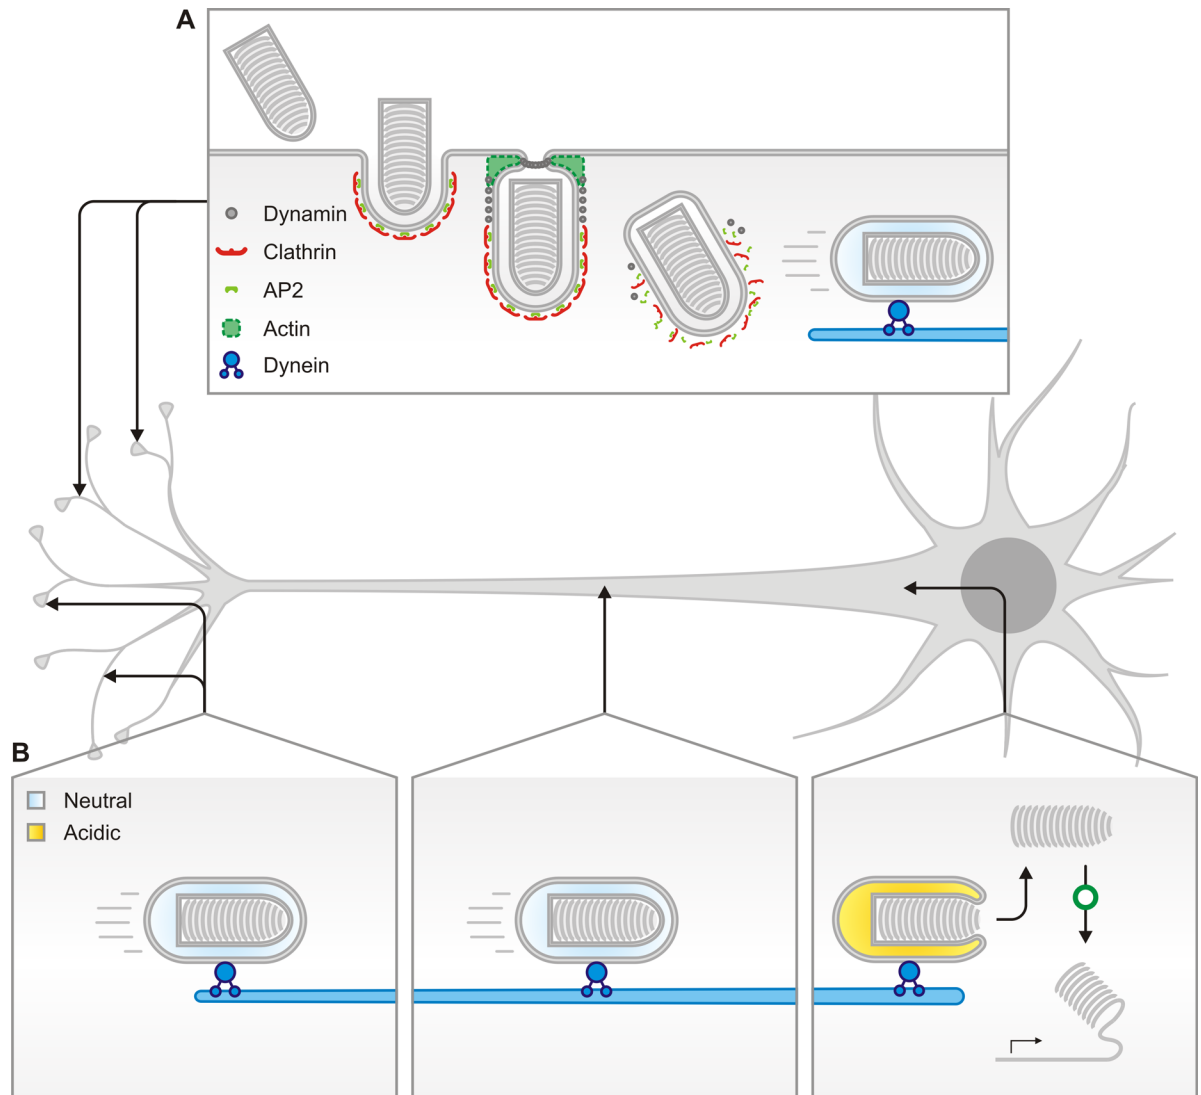 A
Dynamin
Clathrin
AP2
Actin
Dynein
B
Neutral
Acidic